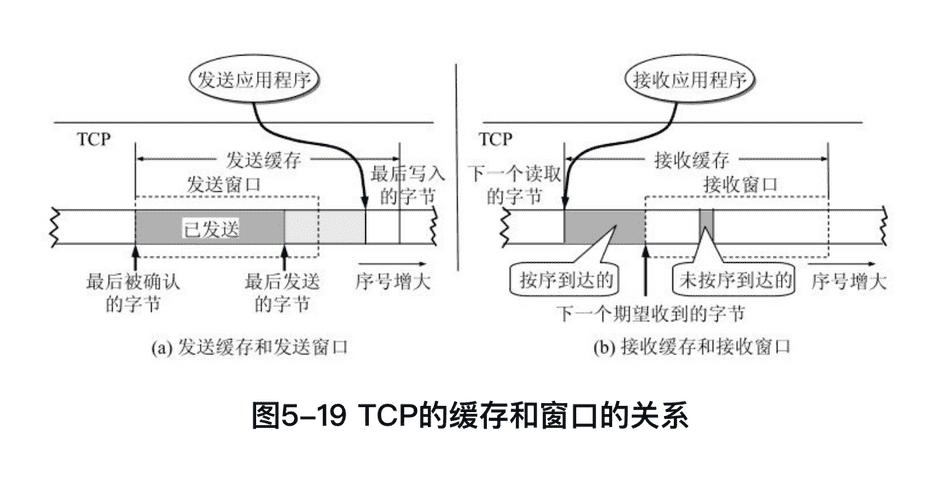 发送应用程序
TCP
发送缓存
发送窗口
最后写入
的字节
已发送
最后被确认
的字节
最后发送
的字节
序号增大
(a) 发送缓存和发送窗口
接收应用程序
TCP
下一个读取
的字节
接收缓存
接收窗口
按序到达的
未按序到达的
序号增大
下一个期望收到的字节
(b) 接收缓存和接收窗口
图5-19 TCP的缓存和窗口的关系